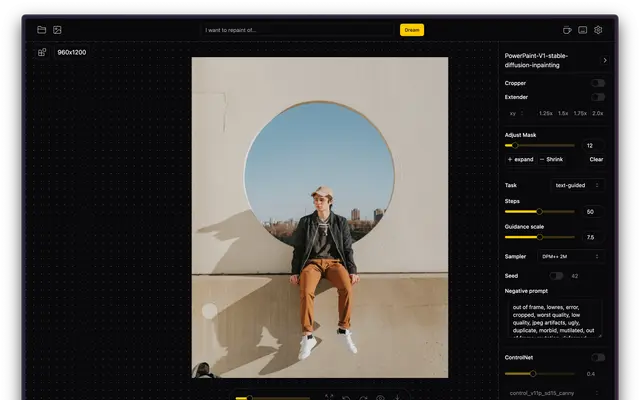 I want to repaint of...
Dream
960x1200
PowerPaint-V1-stable-
diffusion-inpainting
Cropper
Extender
xy
1.25x 1.5x 1.75x 2.0x
Adjust Mask
12
+ expand − Shrink Clear
Task
text-guided
Steps
50
Guidance scale
7.5
Sampler
DPM++ 2M
Seed
42
Negative prompt
out of frame, lowres, error,
cropped, worst quality, low
quality, jpeg artifacts, ugly,
duplicate, morbid, mutilated, out
ControlNet
0.4
control_v11p_sd15_canny